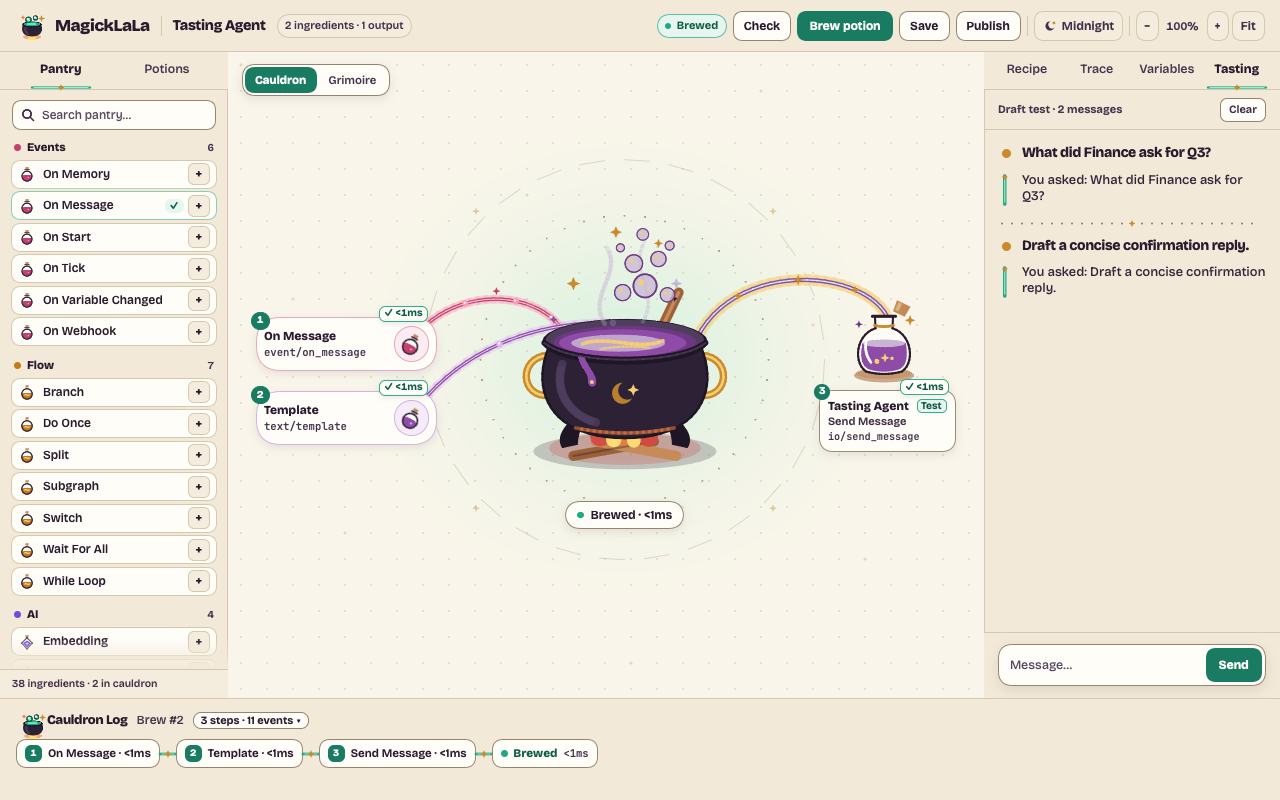 MagickLaLa
Tasting Agent
2 ingredients · 1 output
Brewed
Check
Brew potion
Save
Publish
Midnight
−
100%
+
Fit
Pantry
Potions
Search pantry…
Events 6
On Memory +
On Message +
On Start +
On Tick +
On Variable Changed +
On Webhook +
Flow 7
Branch +
Do Once +
Split +
Subgraph +
Switch +
Wait For All +
While Loop +
AI 4
Embedding +
38 ingredients · 2 in cauldron
Cauldron
Grimoire
1
<1ms
On Message
event/on_message
2
<1ms
Template
text/template
Brewed · <1ms
3
<1ms
Tasting Agent Test
Send Message
io/send_message
Recipe
Trace
Variables
Tasting
Draft test · 2 messages
Clear
What did Finance ask for Q3?
You asked: What did Finance ask for
Q3?
Draft a concise confirmation reply.
You asked: Draft a concise confirmation
reply.
Message…
Send
Cauldron Log
Brew #2
3 steps · 11 events ▾
1 On Message · <1ms
2 Template · <1ms
3 Send Message · <1ms
Brewed <1ms